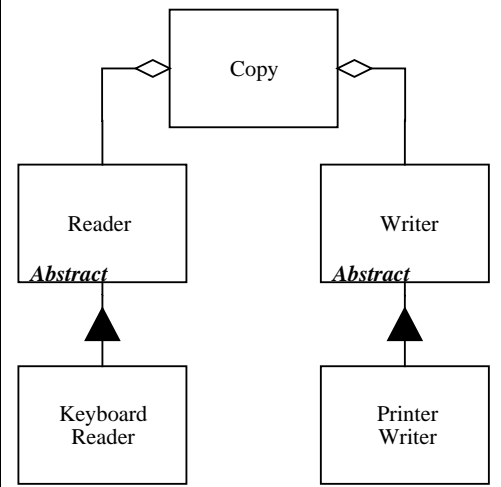 Copy
Reader
Writer
Abstract
Abstract
Keyboard
Reader
Printer
Writer